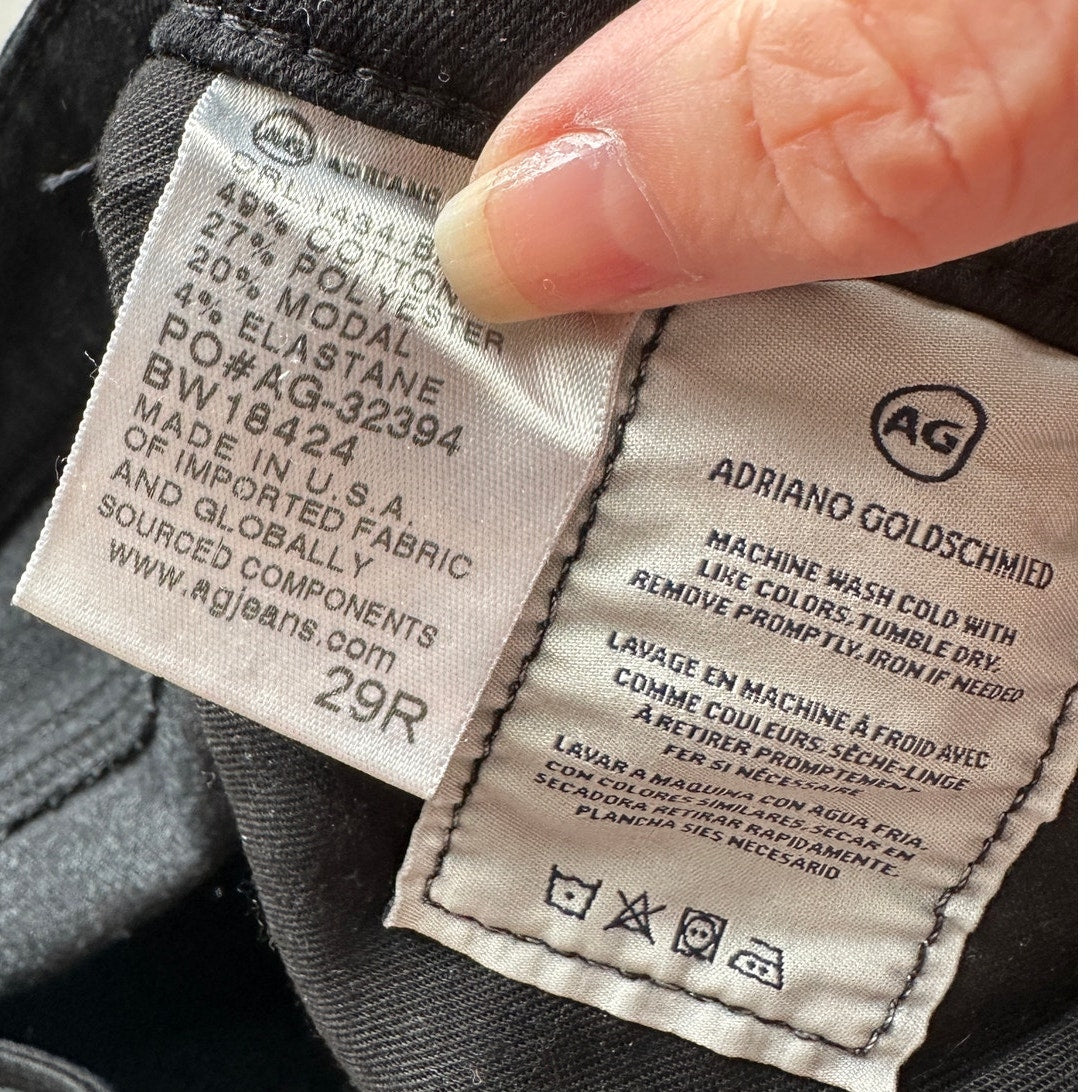 AG ADRIANO
49% COTTON
27% POLYESTER
20% MODAL
4% ELASTANE
PO#AG-32394
BW18424
MADE IN U.S.A.
OF IMPORTED FABRIC
AND GLOBALLY
SOURCED COMPONENTS
www.agjeans.com
29R
AG
ADRIANO GOLDSCHMIED
MACHINE WASH COLD WITH
LIKE COLORS, TUMBLE DRY,
REMOVE PROMPTLY. IRON IF NEEDED
LAVAGE EN MACHINE À FROID AVEC
COMME COULEURS. SÈCHE-LINGE
À RETIRER PROMPTEMENT
FER SI NÉCESSAIRE
LAVAR A MAQUINA CON AGUA FRIA,
CON COLORES SIMILARES, SECAR EN
SECADORA RETIRAR RAPIDAMENTE.
PLANCHA SIES NECESARIO